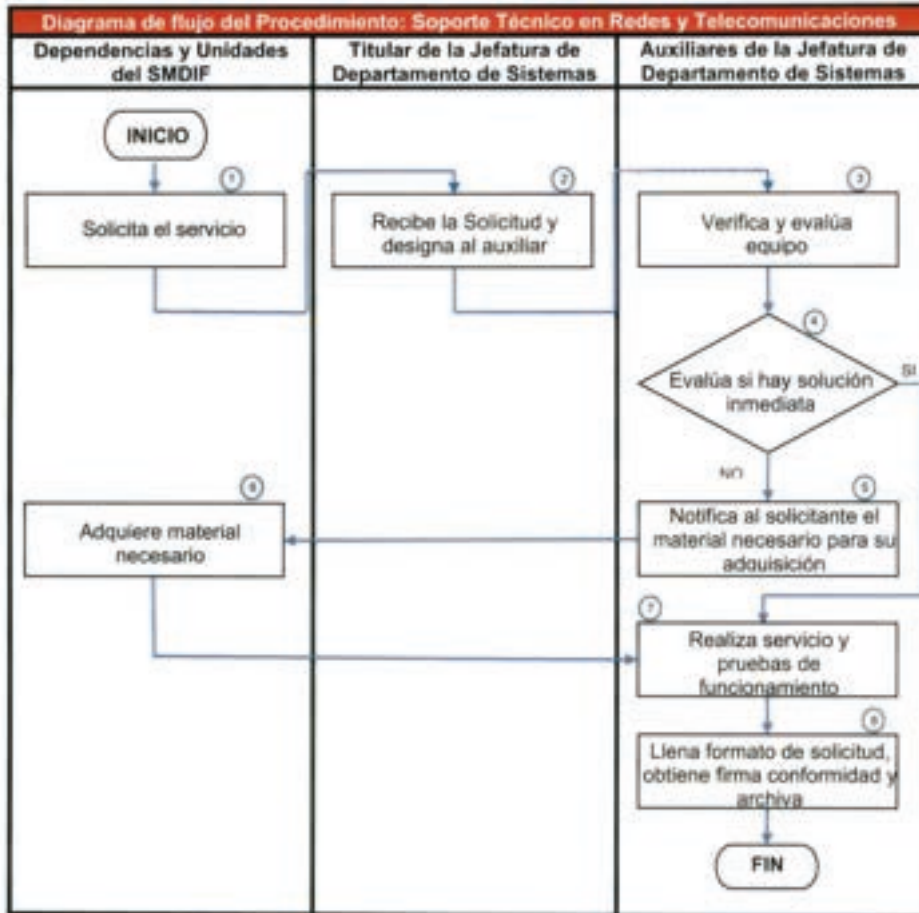 Diagrama de flujo del Procedimiento: Soporte Técnico en Redes y Telecomunicaciones
Dependencias y Unidades
del SMDIF
Titular de la Jefatura de
Departamento de Sistemas
Auxiliares de la Jefatura de
Departamento de Sistemas
INICIO
1
Solicita el servicio
2
Recibe la Solicitud y
designa al auxiliar
3
Verifica y evalúa
equipo
4
Evalúa si hay solución
inmediata
SI
NO
5
Notifica al solicitante el
material necesario para su
adquisición
Adquiere material
necesario
7
Realiza servicio y
pruebas de
funcionamiento
Llena formato de solicitud,
obtiene firma conformidad y
archiva
FIN